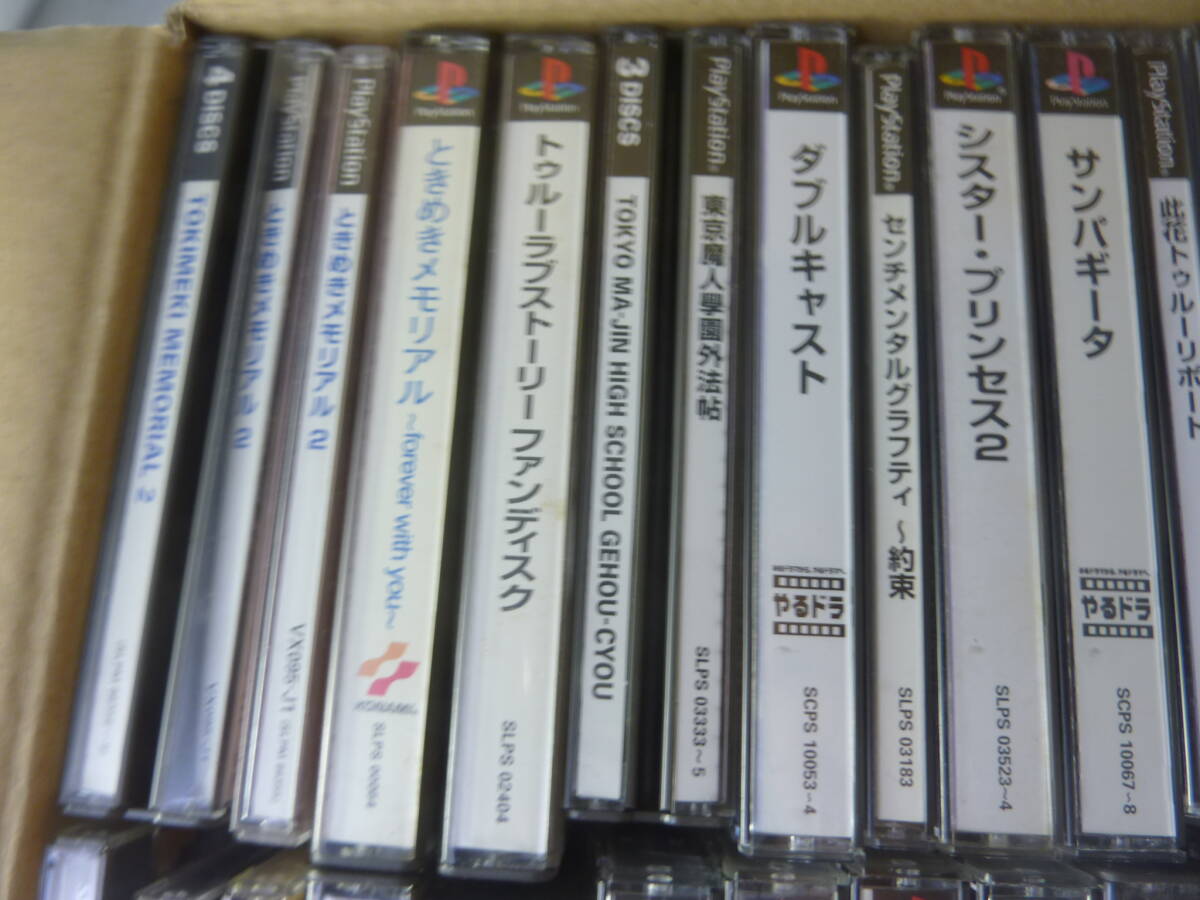 4 DISCS
TOKIMEKI MEMORIAL 2
PlayStation
ときめきメモリアル 2
PlayStation
ときめきメモリアル 2
VX095-J1
PlayStation
ときめきメモリアル
~forever with you~
KONAMI
SLPS 00064
PlayStation
トゥルーラブストーリー ファンディスク
SLPS 02404
3 DISCS
TOKYO MA-JIN HIGH SCHOOL GEHOU-CYOU
PlayStation
東京魔人學園外法帖
SLPS 03333~5
PlayStation
ダブルキャスト
やるドラ
SCPS 10053~4
PlayStation
センチメンタルグラフティ ~約束
SLPS 03183
PlayStation
シスター・プリンセス2
SLPS 03523~4
PlayStation
サンパギータ
やるドラ
SCPS 10067~8
PlayStation
此花トゥルーリポート